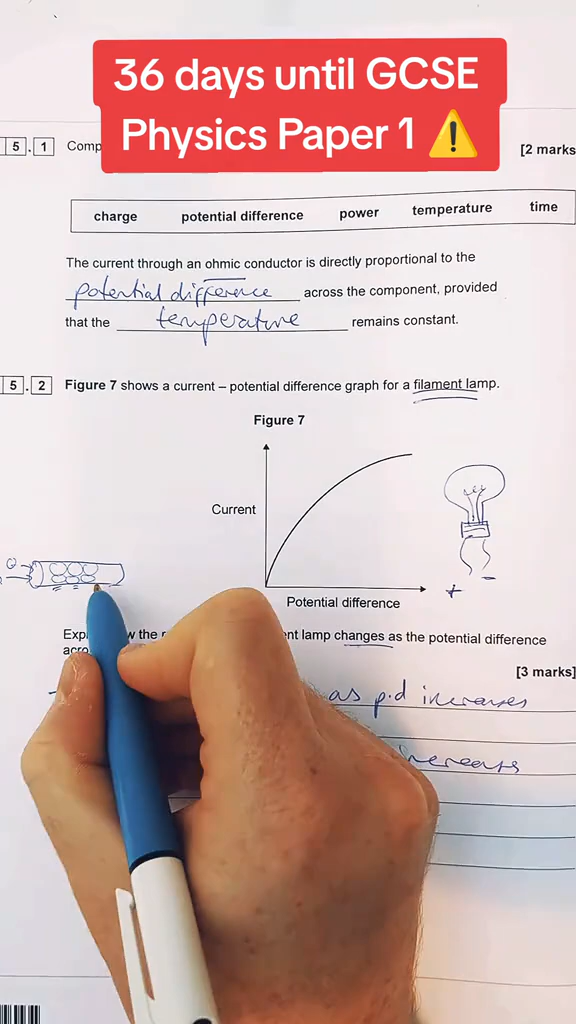 36 days until GCSE
Physics Paper 1 ⚠️
5.1 Comp [2 marks
charge potential difference power temperature time
The current through an ohmic conductor is directly proportional to the
potential difference across the component, provided
that the temperature remains constant.
5.2 Figure 7 shows a current – potential difference graph for a filament lamp.
Figure 7
Current
+ -
Potential difference
the lamp changes as the potential difference
[3 marks]
as p.d increases
increases